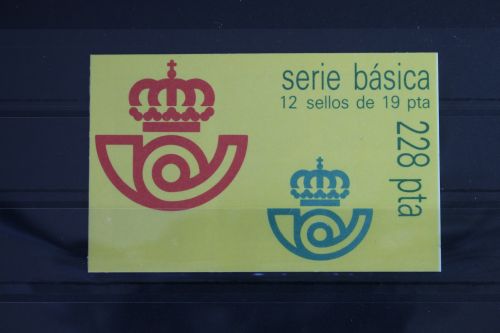 serie básica
12 sellos de 19 pta
228 pta